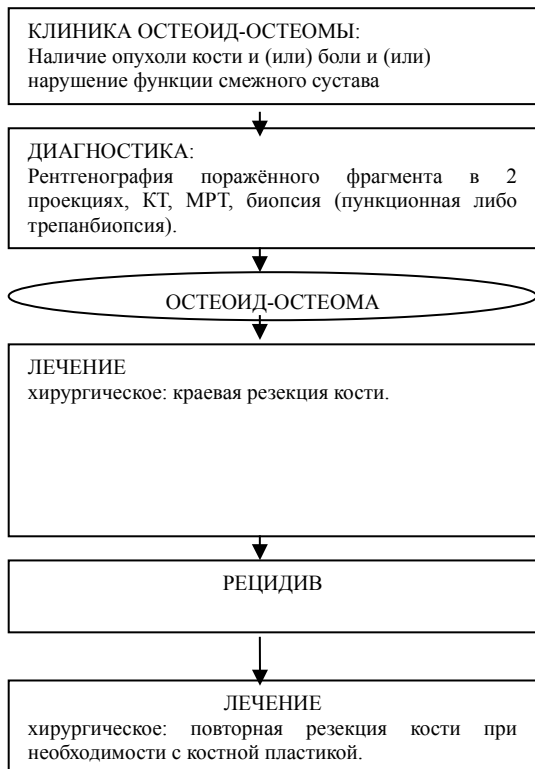 КЛИНИКА ОСТЕОИД-ОСТЕОМЫ:
Наличие опухоли кости и (или) боли и (или)
нарушение функции смежного сустава
ДИАГНОСТИКА:
Рентгенография поражённого фрагмента в 2
проекциях, КТ, МРТ, биопсия (пункционная либо
трепанбиопсия).
ОСТЕОИД-ОСТЕОМА
ЛЕЧЕНИЕ
хирургическое: краевая резекция кости.
РЕЦИДИВ
ЛЕЧЕНИЕ
хирургическое: повторная резекция кости при
необходимости с костной пластикой.